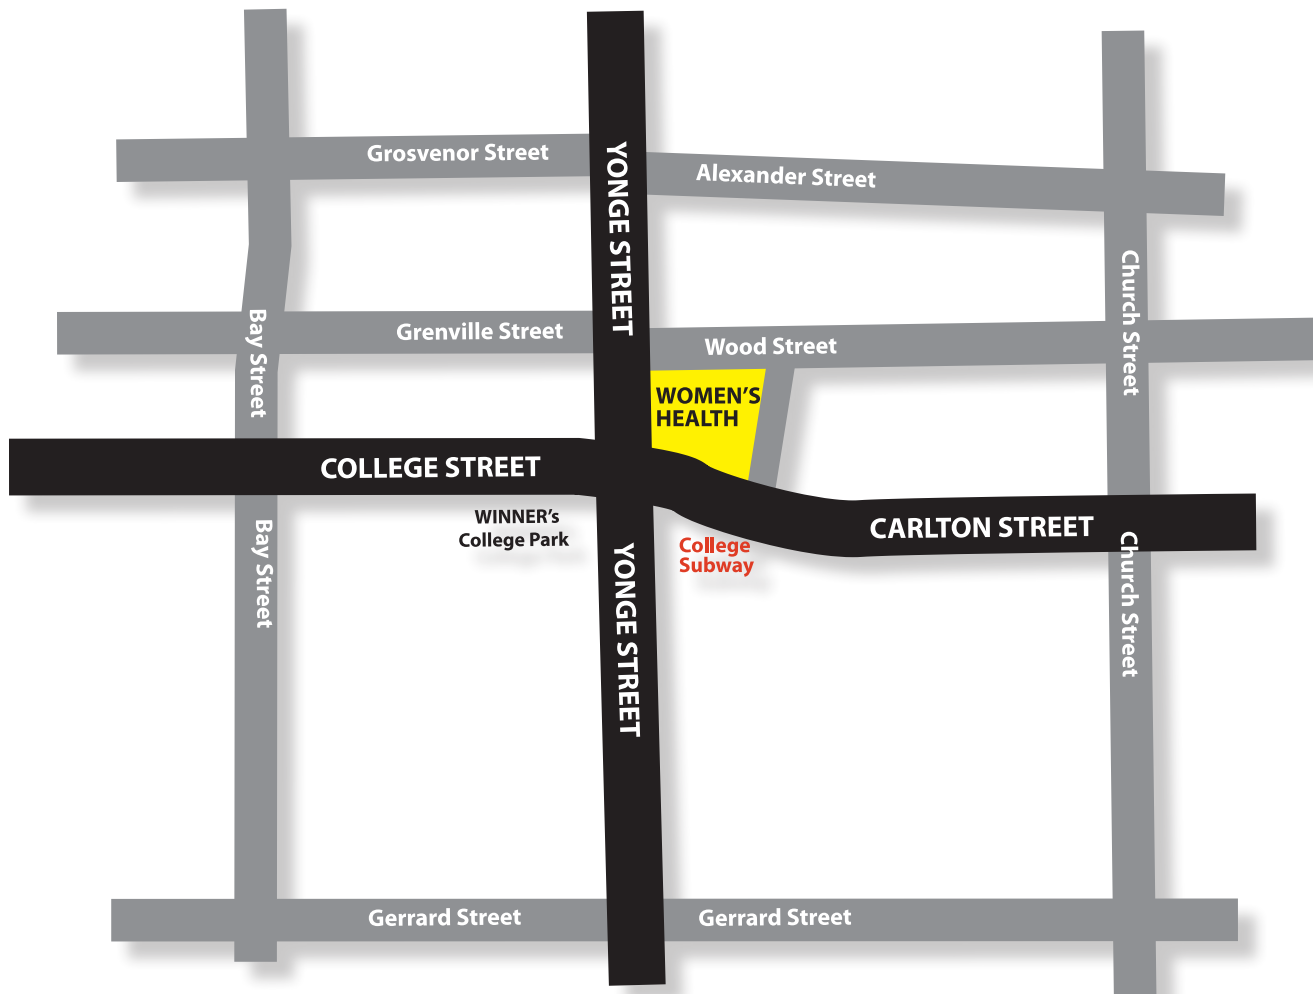 Grosvenor Street
Alexander Street
YONGE STREET
Church Street
Bay Street
Grenville Street
Wood Street
WOMEN'S
HEALTH
COLLEGE STREET
CARLTON STREET
WINNER's
College Park
College
Subway
Bay Street
YONGE STREET
Church Street
Gerrard Street
Gerrard Street